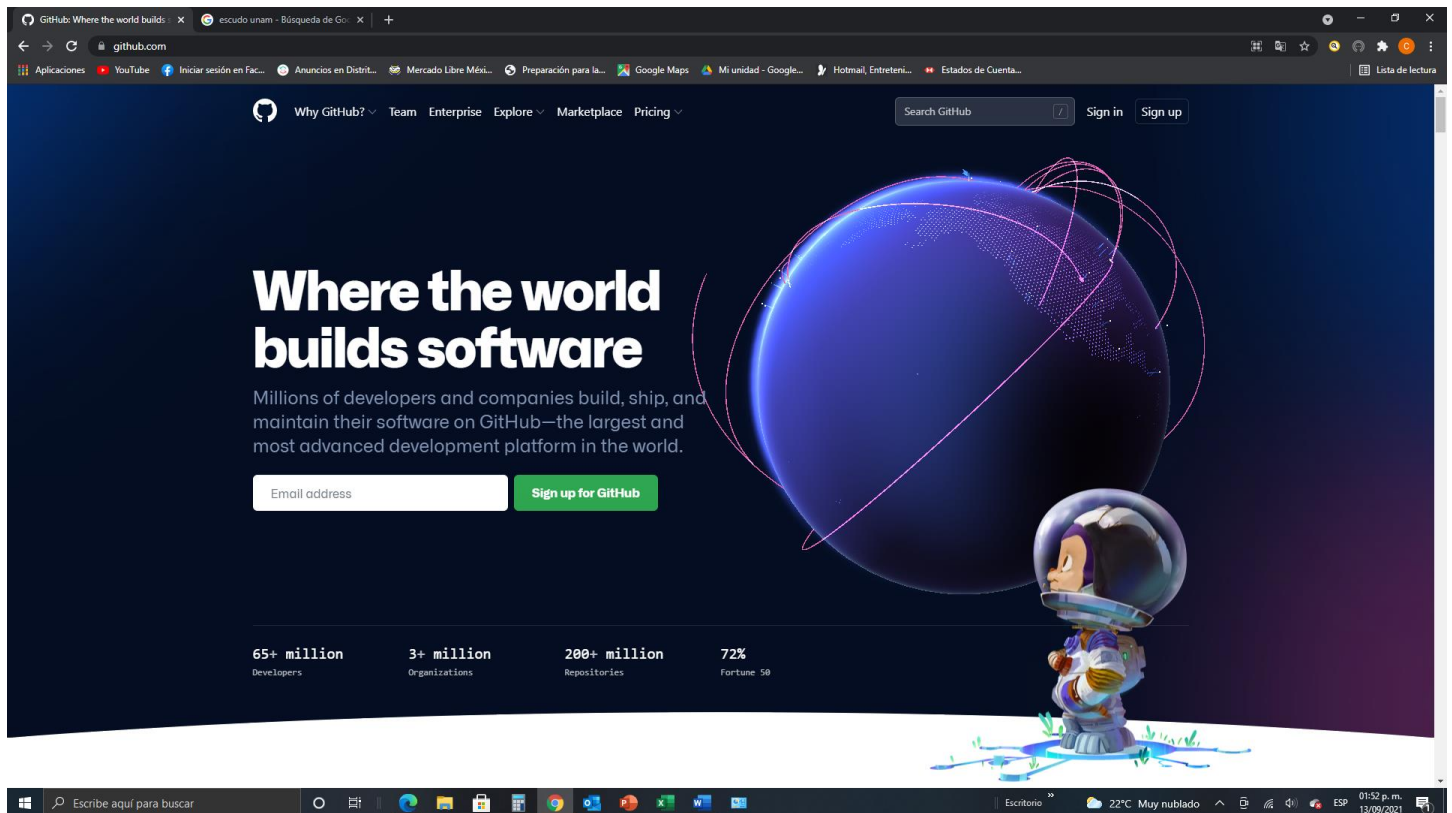 GitHub: Where the world builds s
escudo unam - Búsqueda de Goo
github.com
Aplicaciones
YouTube
Iniciar sesión en Fac...
Anuncios en Distrit...
Mercado Libre Méxi...
Preparación para la...
Google Maps
Mi unidad - Google...
Hotmail, Entreteni...
Estados de Cuenta...
Lista de lectura
Why GitHub?
Team
Enterprise
Explore
Marketplace
Pricing
Search GitHub
/
Sign in
Sign up
Where the world
builds software
Millions of developers and companies build, ship, and
maintain their software on GitHub—the largest and
most advanced development platform in the world.
Email address
Sign up for GitHub
65+ million
Developers
3+ million
Organizations
200+ million
Repositories
72%
Fortune 50
Escribe aquí para buscar
Escritorio
22°C Muy nublado
ESP
01:52 p. m.
13/09/2021